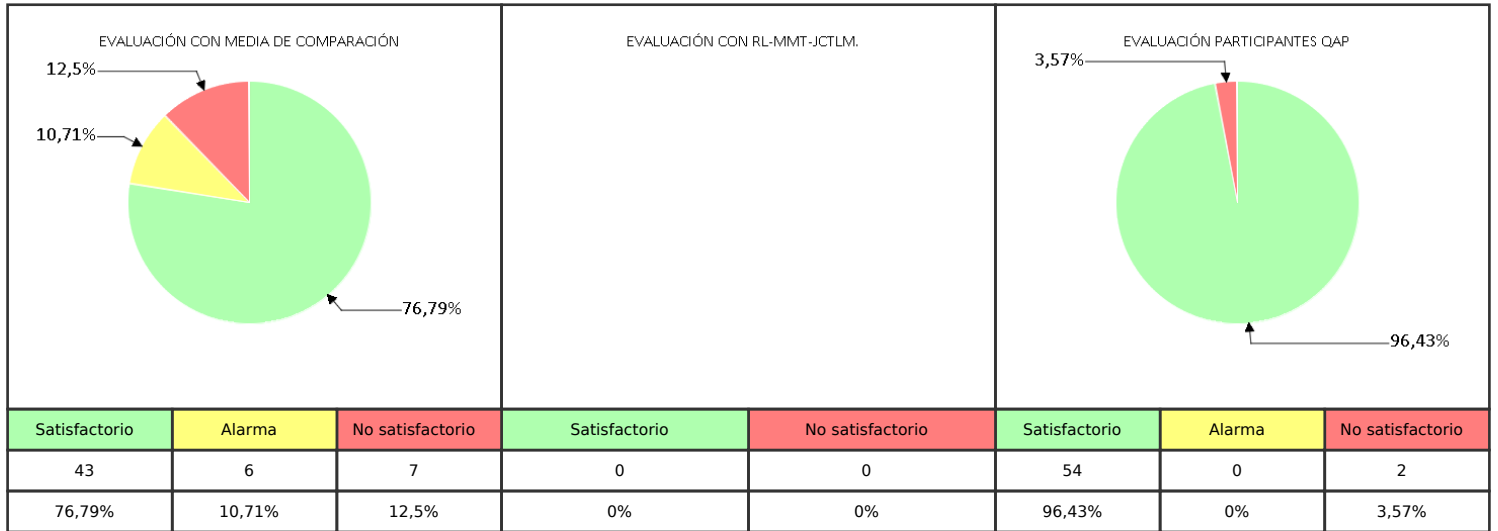 EVALUACIÓN CON MEDIA DE COMPARACIÓN
12,5%
10,71%
76,79%
EVALUACIÓN CON RL-MMT-JCTLM.
EVALUACIÓN PARTICIPANTES QAP
3,57%
96,43%
Satisfactorio Alarma No satisfactorio Satisfactorio No satisfactorio Satisfactorio Alarma No satisfactorio
43 6 7 0 0 54 0 2
76,79% 10,71% 12,5% 0% 0% 96,43% 0% 3,57%